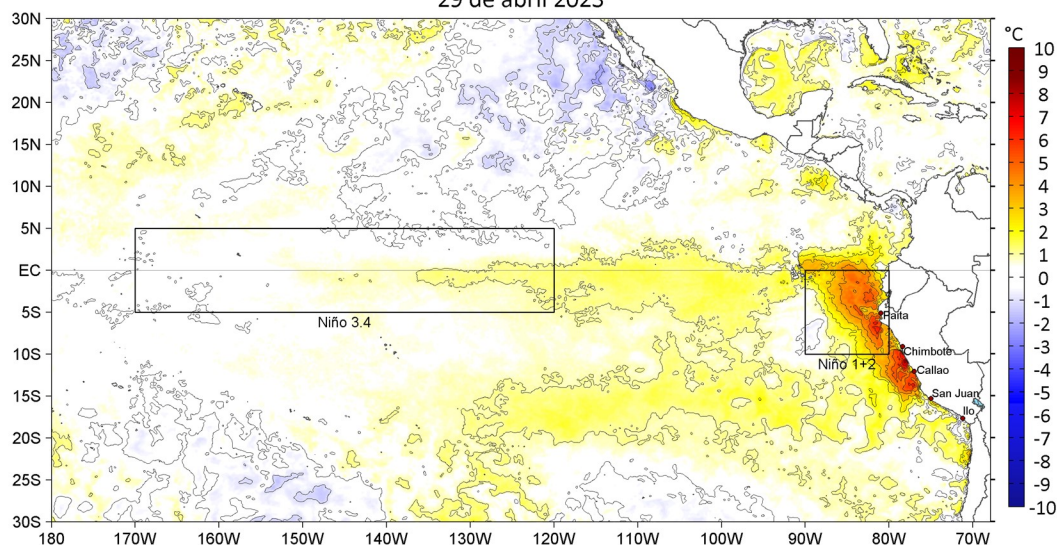 29 de abril 2023
°C
30N
25N
20N
15N
10N
5N
EC
5S
10S
15S
20S
25S
30S
180
170W
160W
150W
140W
130W
120W
110W
100W
90W
80W
70W
Niño 3.4
Niño 1+2
Paita
Chimbote
Callao
San Juan
Ilo
10
9
8
7
6
5
4
3
2
1
0
-1
-2
-3
-4
-5
-6
-7
-8
-9
-10